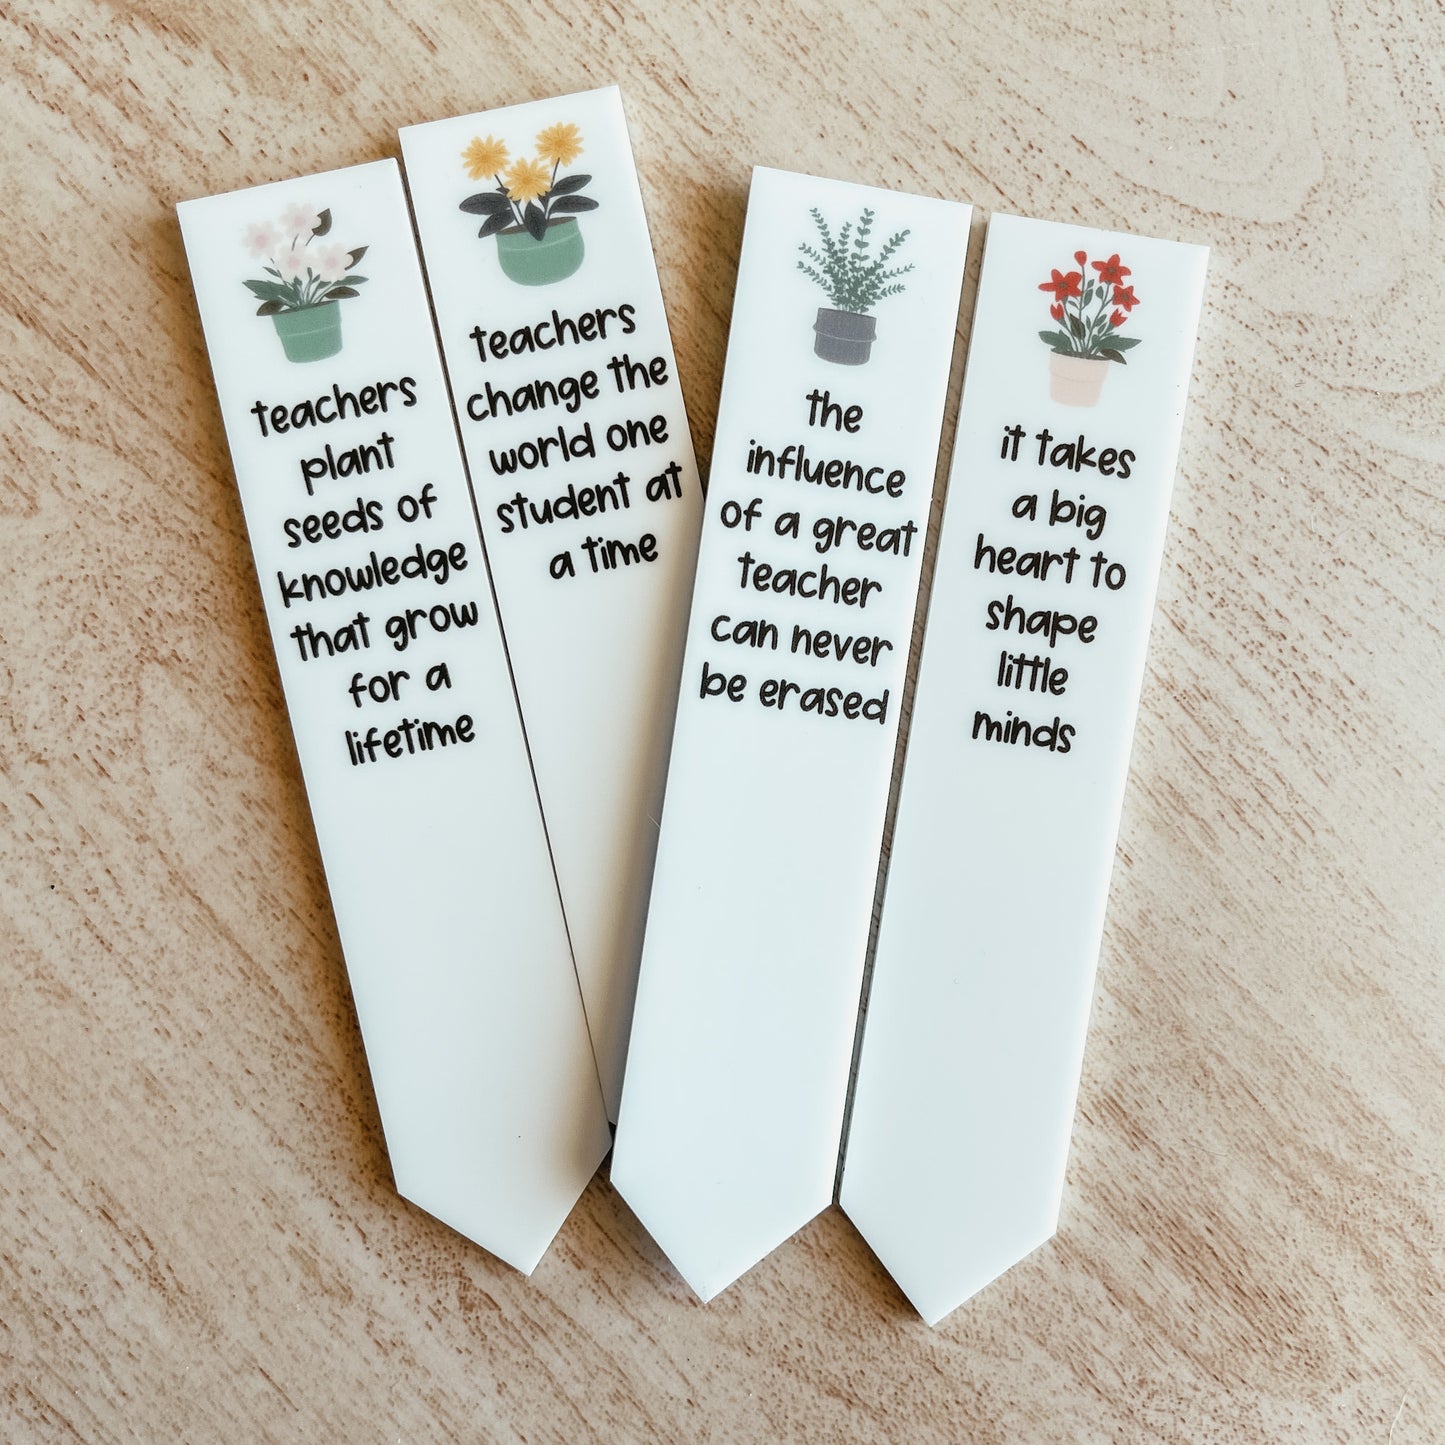 teachers
plant
seeds of
knowledge
that grow
for a
lifetime
teachers
change the
world one
student at
a time
the
influence
of a great
teacher
can never
be erased
it takes
a big
heart to
shape
little
minds